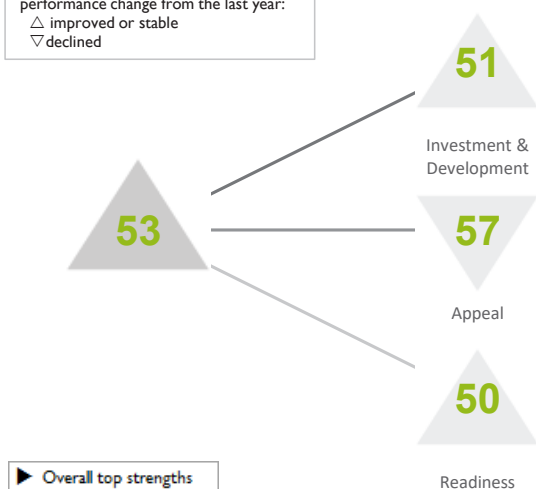 performance change from the last year:
△ improved or stable
▽ declined
51
Investment &
Development
53
57
Appeal
50
Readiness
▶ Overall top strengths